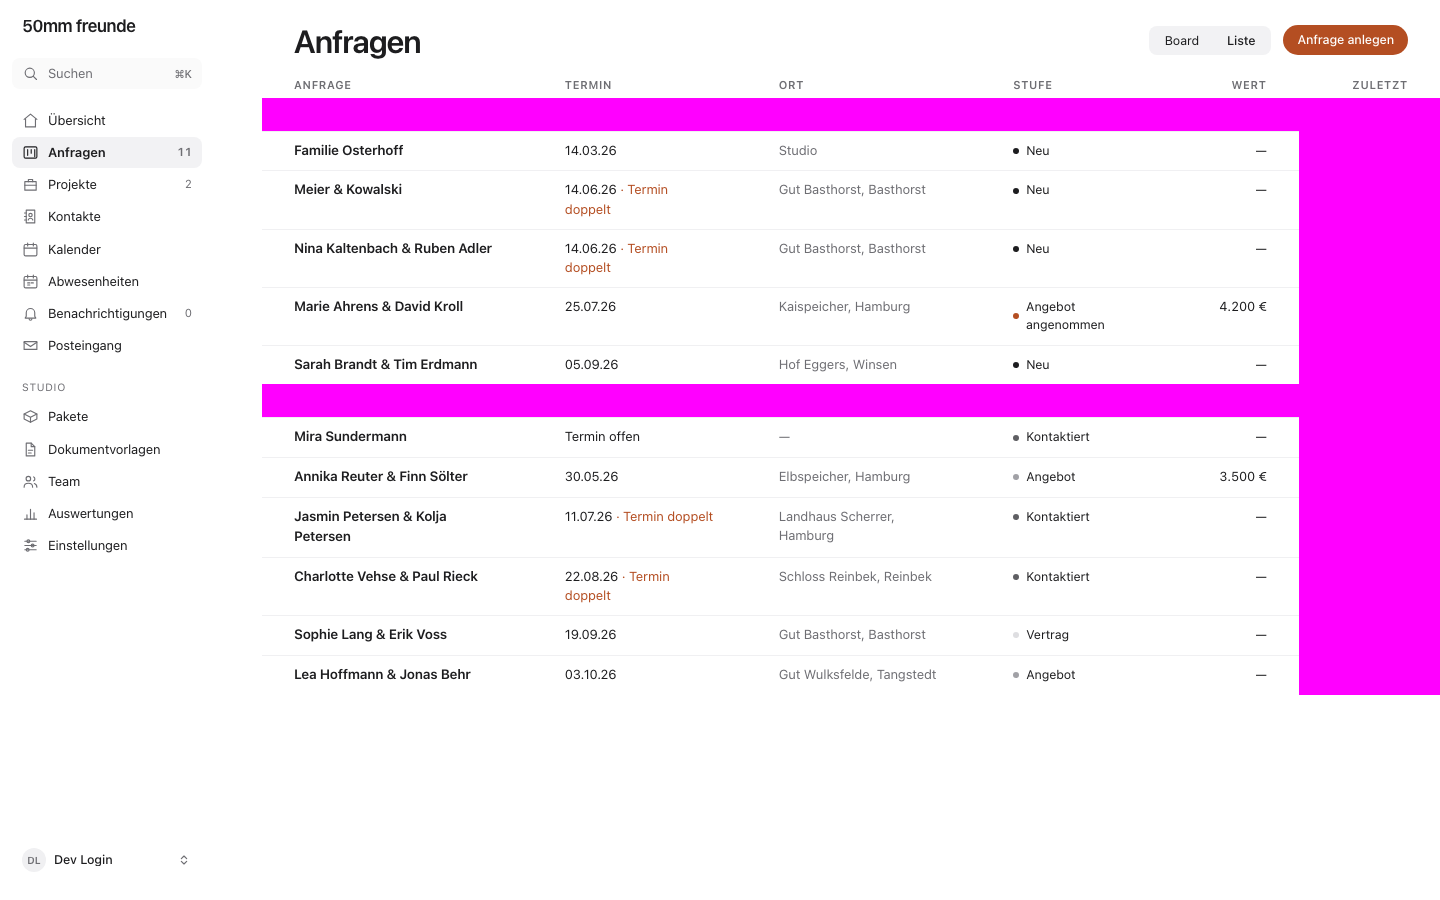 50mm freunde
Suchen ⌘K
Übersicht
Anfragen 11
Projekte 2
Kontakte
Kalender
Abwesenheiten
Benachrichtigungen 0
Posteingang
STUDIO
Pakete
Dokumentvorlagen
Team
Auswertungen
Einstellungen
DL Dev Login
Anfragen
Board Liste Anfrage anlegen
ANFRAGE TERMIN ORT STUFE WERT ZULETZT
Familie Osterhoff 14.03.26 Studio Neu —
Meier & Kowalski 14.06.26 · Termin Gut Basthorst, Basthorst Neu —
doppelt
Nina Kaltenbach & Ruben Adler 14.06.26 · Termin Gut Basthorst, Basthorst Neu —
doppelt
Marie Ahrens & David Kroll 25.07.26 Kaispeicher, Hamburg Angebot 4.200 €
angenommen
Sarah Brandt & Tim Erdmann 05.09.26 Hof Eggers, Winsen Neu —
Mira Sundermann Termin offen — Kontaktiert —
Annika Reuter & Finn Sölter 30.05.26 Elbspeicher, Hamburg Angebot 3.500 €
Jasmin Petersen & Kolja 11.07.26 · Termin doppelt Landhaus Scherrer, Kontaktiert —
Petersen Hamburg
Charlotte Vehse & Paul Rieck 22.08.26 · Termin Schloss Reinbek, Reinbek Kontaktiert —
doppelt
Sophie Lang & Erik Voss 19.09.26 Gut Basthorst, Basthorst Vertrag —
Lea Hoffmann & Jonas Behr 03.10.26 Gut Wulksfelde, Tangstedt Angebot —